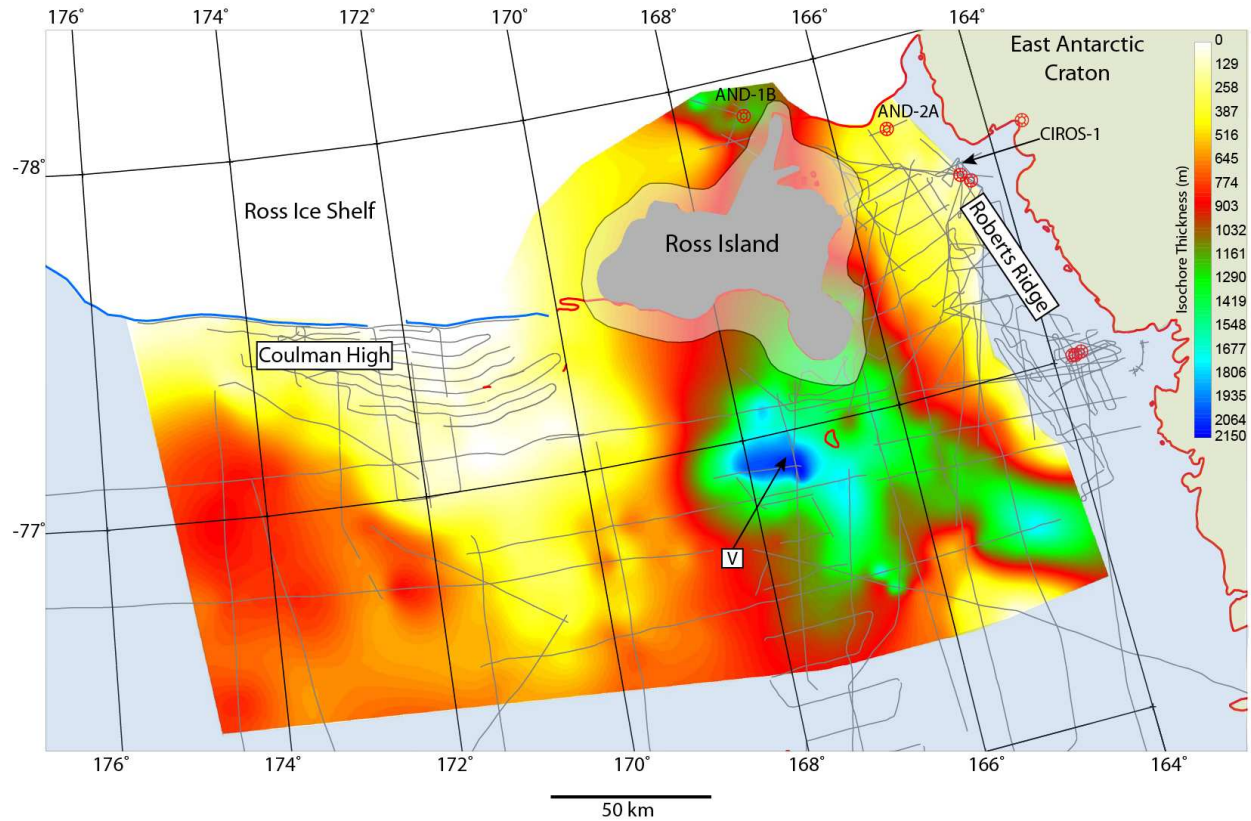 176˚
174˚
172˚
170˚
168˚
166˚
164˚
East Antarctic
Craton
AND-1B
AND-2A
CIROS-1
-78˚
Ross Ice Shelf
Ross Island
Roberts Ridge
Coulman High
-77˚
V
Isochore Thickness (m)
0
129
258
387
516
645
774
903
1032
1161
1290
1419
1548
1677
1806
1935
2064
2150
176˚
174˚
172˚
170˚
168˚
166˚
164˚
50 km